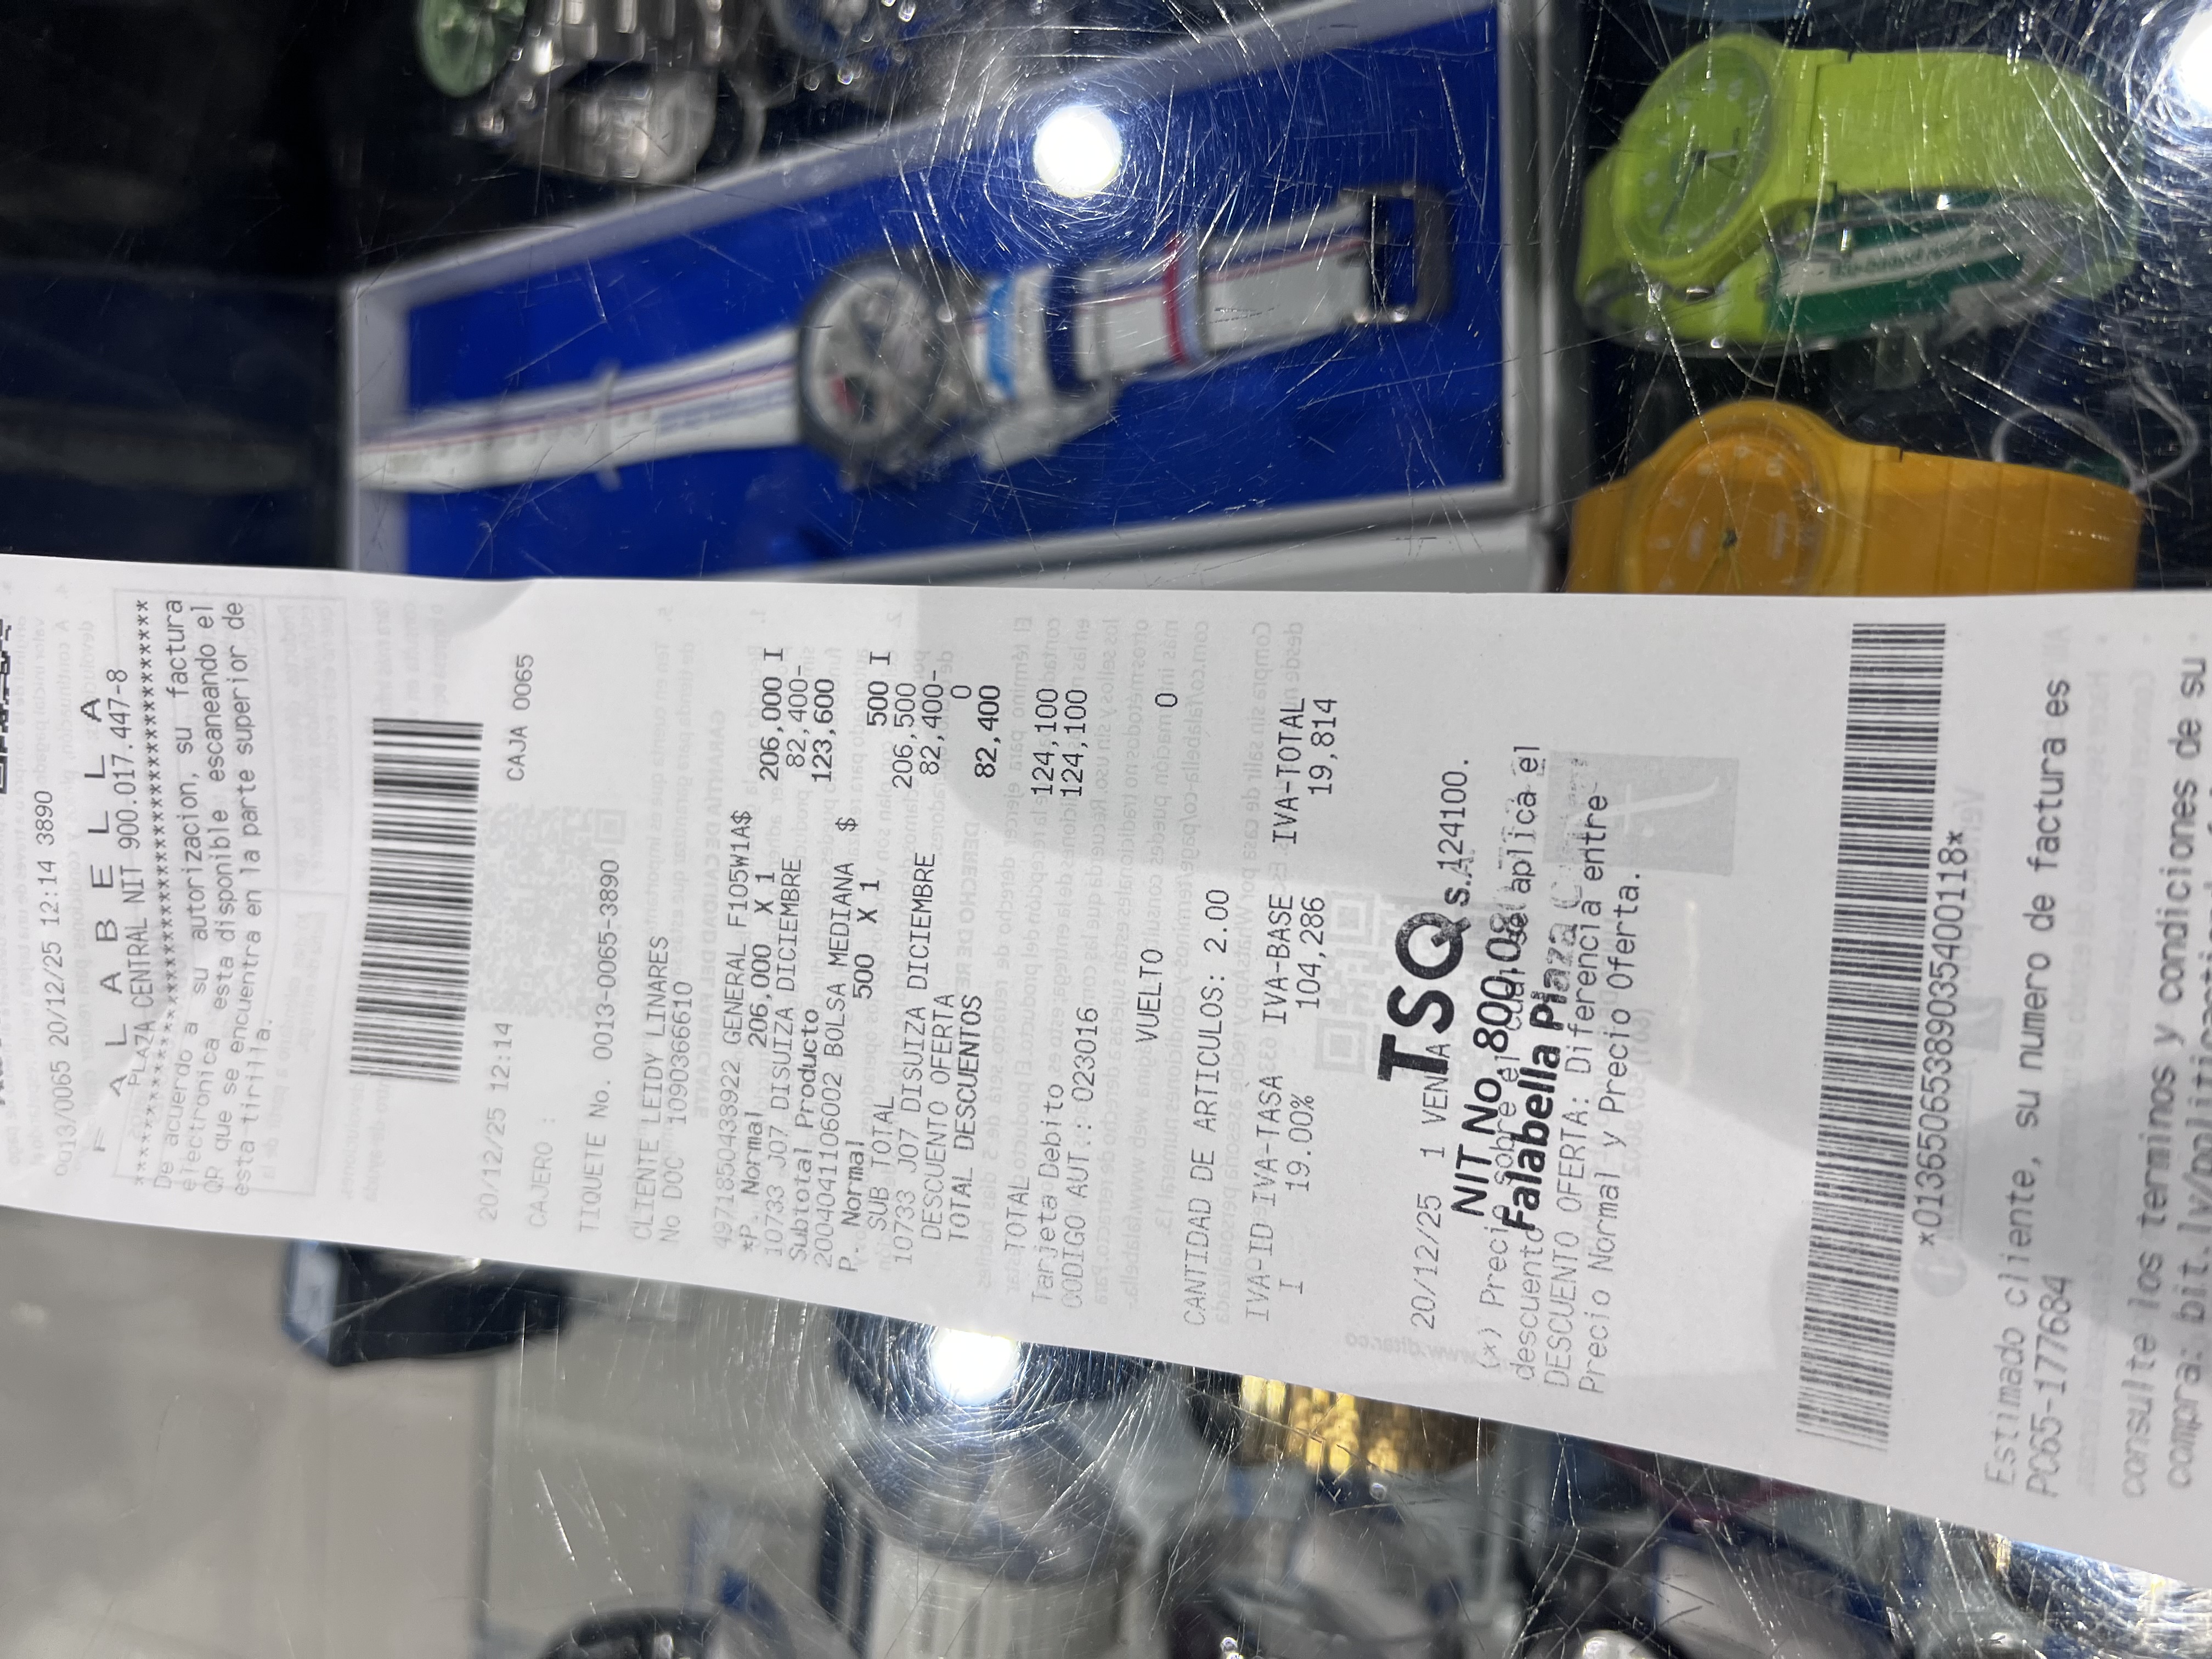 0013/0065 20/12/25 12:14 3890
F A L A B E L L A
PLAZA CENTRAL NIT 900.017.447-8
De acuerdo a su autorizacion, su factura
electronica esta disponible escaneando el
QR que se encuentra en la parte superior de
esta tirilla.
20/12/25 12:14
CAJERO : CAJA 0065
TIQUETE No. 0013-0065-3890
CLIENTE LEIDY LINARES
No DOC 1090366610
4971850438922 GENERAL F105W1A$
*P. Normal 206,000 X 1 206,000 I
10733 J07 DISUIZA DICIEMBRE 82,400-
Subtotal Producto 123,600
2004041106002 BOLSA MEDIANA $
P. Normal 500 X 1 500 I
SUB TOTAL 206,500
10733 J07 DISUIZA DICIEMBRE 82,400-
DESCUENTO OFERTA 0
TOTAL DESCUENTOS 82,400
TOTAL 124,100
Tarjeta Debito 124,100
CODIGO AUT.: 023016
VUELTO 0
CANTIDAD DE ARTICULOS: 2.00
IVA-ID IVA-TASA IVA-BASE IVA-TOTAL
I 19.00% 104,286 19,814
TSQ
20/12/25 1 VENTA 124100.
NIT No. 800.08
(*) Precio sobre el cual se aplica el
descuento
Falabella Plaza C
DESCUENTO OFERTA: Diferencia entre
Precio Normal y Precio Oferta.
*01365065389035400118*
Estimado cliente, su numero de factura es
PC65-177684
consulte los terminos y condiciones de su